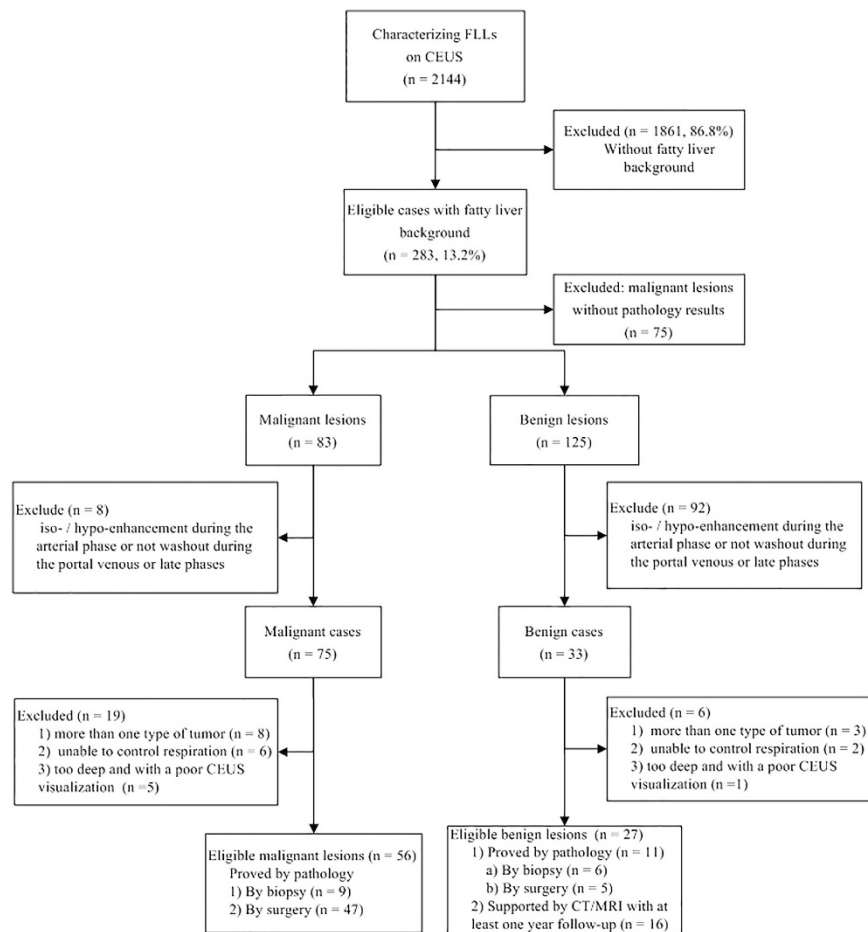 Characterizing FLLs
on CEUS
(n = 2144)
Excluded (n = 1861, 86.8%)
Without fatty liver
background
Eligible cases with fatty liver
background
(n = 283, 13.2%)
Excluded: malignant lesions
without pathology results
n = 75)
Malignant lesions
(n = 83)
Benign lesions
(n = 125)
Exclude (n = 8)
iso- / hypo-enhancement during the
arterial phase or not washout during
the portal venous or late phases
Exclude (n = 92)
iso- / hypo-enhancement during the
arterial phase or not washout during
the portal venous or late phases
Malignant cases
(n = 75)
Benign cases
(n = 33)
Excluded (n = 19)
1) more than one type of tumor (n = 8)
2) unable to control respiration (n = 6)
3) too deep and with a poor CEUS
visualization (n =5)
Excluded (n = 6)
1) more than one type of tumor (n = 3)
2) unable to control respiration (n = 2)
3) too deep and with a poor CEUS
visualization (n =1)
Eligible malignant lesions (n = 56)
Proved by pathology
1) By biopsy (n = 9)
2) By surgery (n = 47)
Eligible benign lesions (n = 27)
1) Proved by pathology (n = 11)
a) By biopsy (n = 6)
b) By surgery (n = 5)
2) Supported by CT/MRI with at
least one year follow-up (n = 16)